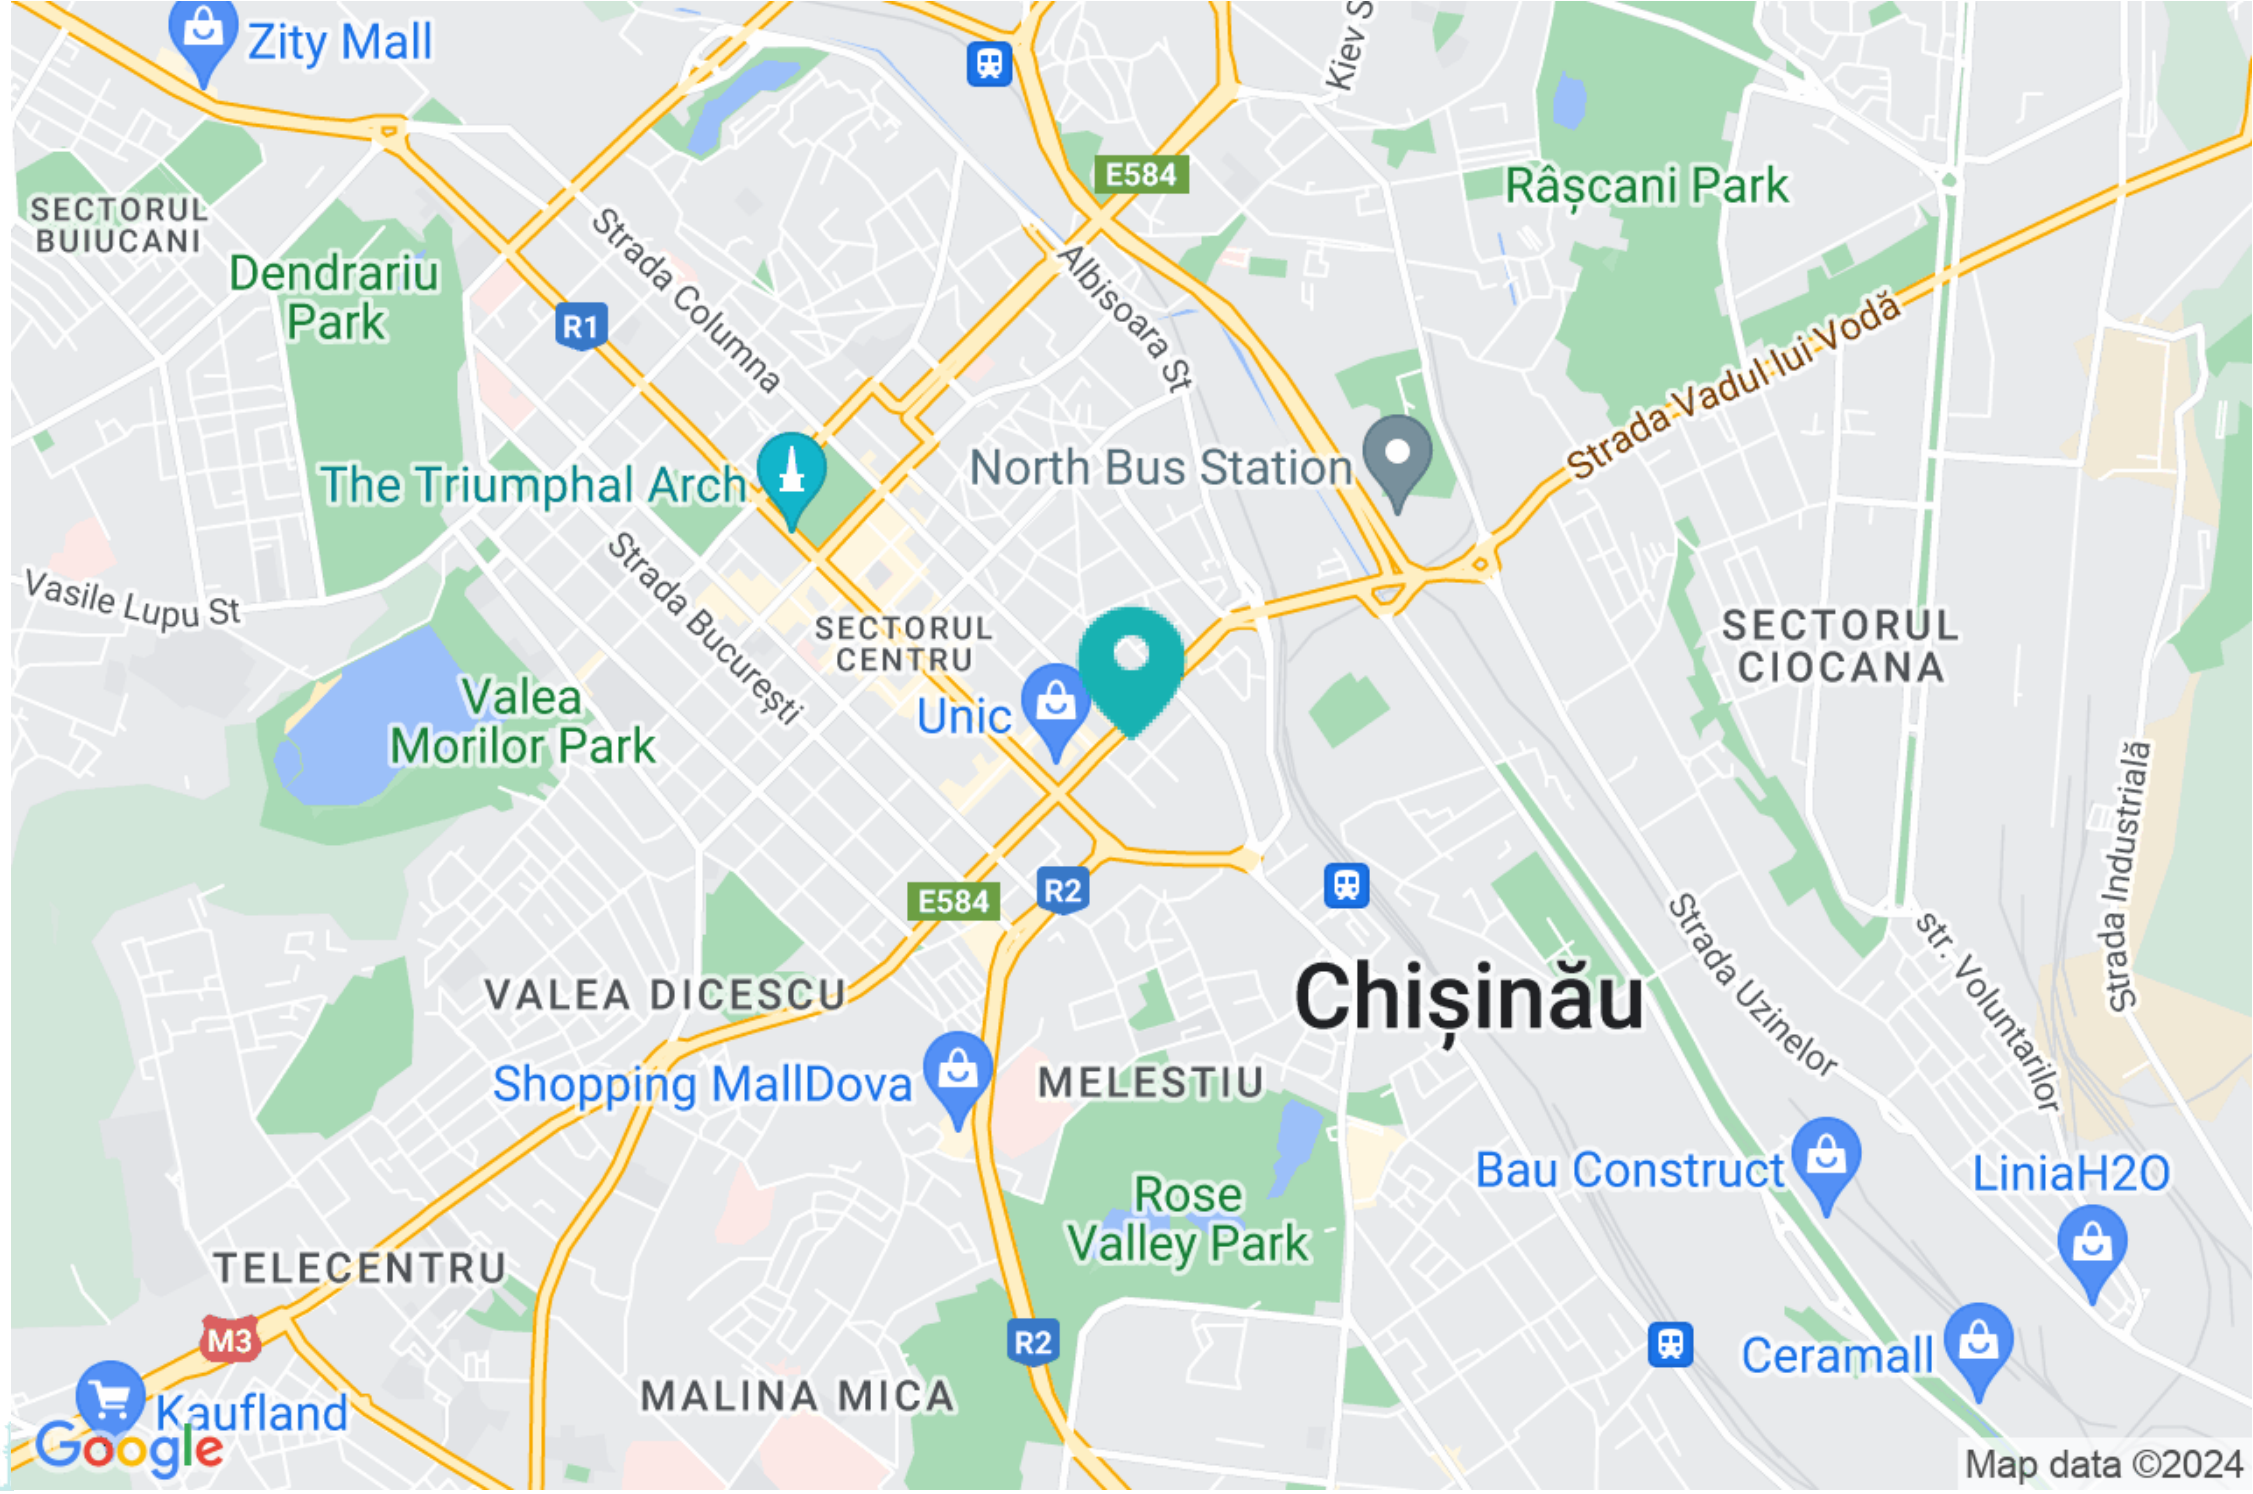 Zity Mall
Kiev S
E584
Râșcani Park
SECTORUL
BUIUCANI
Dendrariu
Park
Strada Columna
Albisoara St
R1
Strada Vadul lui Vodă
The Triumphal Arch
North Bus Station
Vasile Lupu St
Strada București
SECTORUL
CENTRU
SECTORUL
CIOCANA
Valea
Morilor Park
Unic
E584
R2
Strada Industrială
Strada Uzinelor
str. Voluntarilor
VALEA DICESCU
Chișinău
Shopping MallDova
MELESTIU
Bau Construct
LiniaH2O
Rose
Valley Park
TELECENTRU
M3
R2
Ceramall
MALINA MICA
Kaufland
Google
Map data ©2024